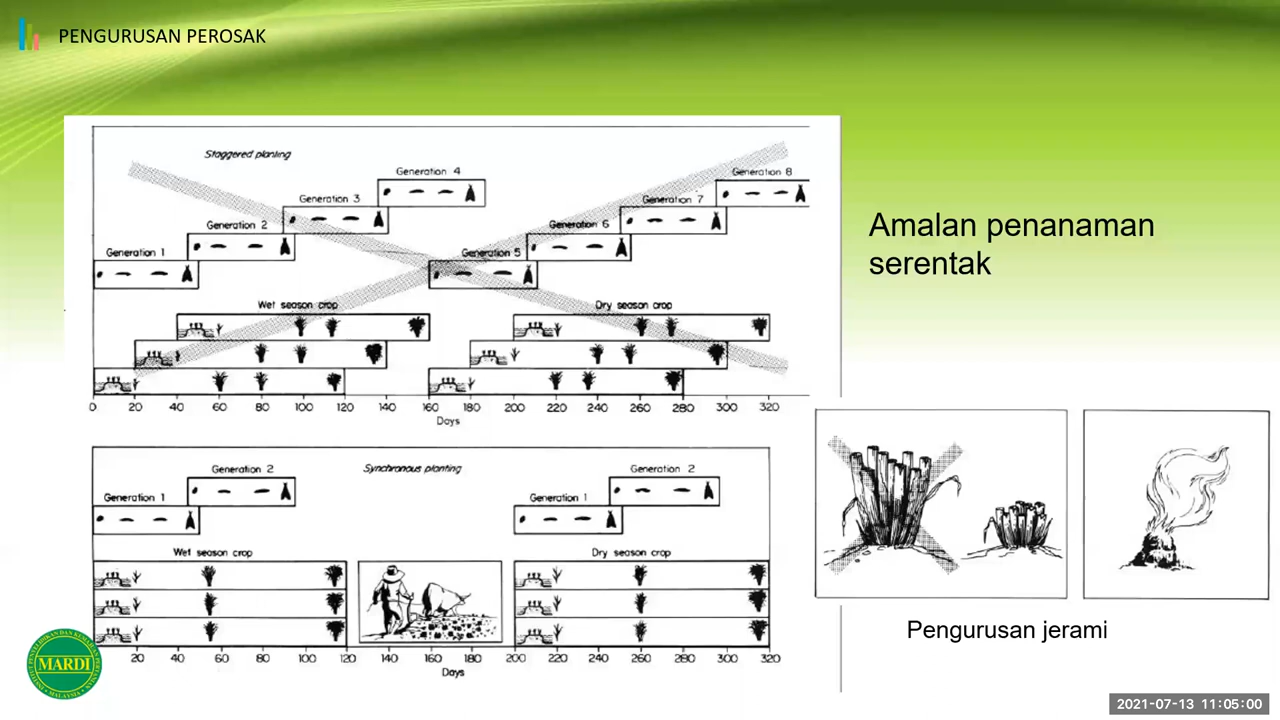 PENGURUSAN PEROSAK
Staggered planting
Generation 4
Generation 8
Generation 3
Generation 7
Generation 2
Generation 6
Generation 1
Generation 5
Wet season crop
Dry season crop
0 20 40 60 80 100 120 140 160 180 200 220 240 260 280 300 320
Days
Amalan penanaman
serentak
Synchronous planting
Generation 2
Generation 2
Generation 1
Generation 1
Wet season crop
Dry season crop
20 40 60 80 100 120 140 160 180 200 220 240 260 280 300 320
Days
Pengurusan jerami
MARDI
MALAYSIA
2021-07-13 11:05:00